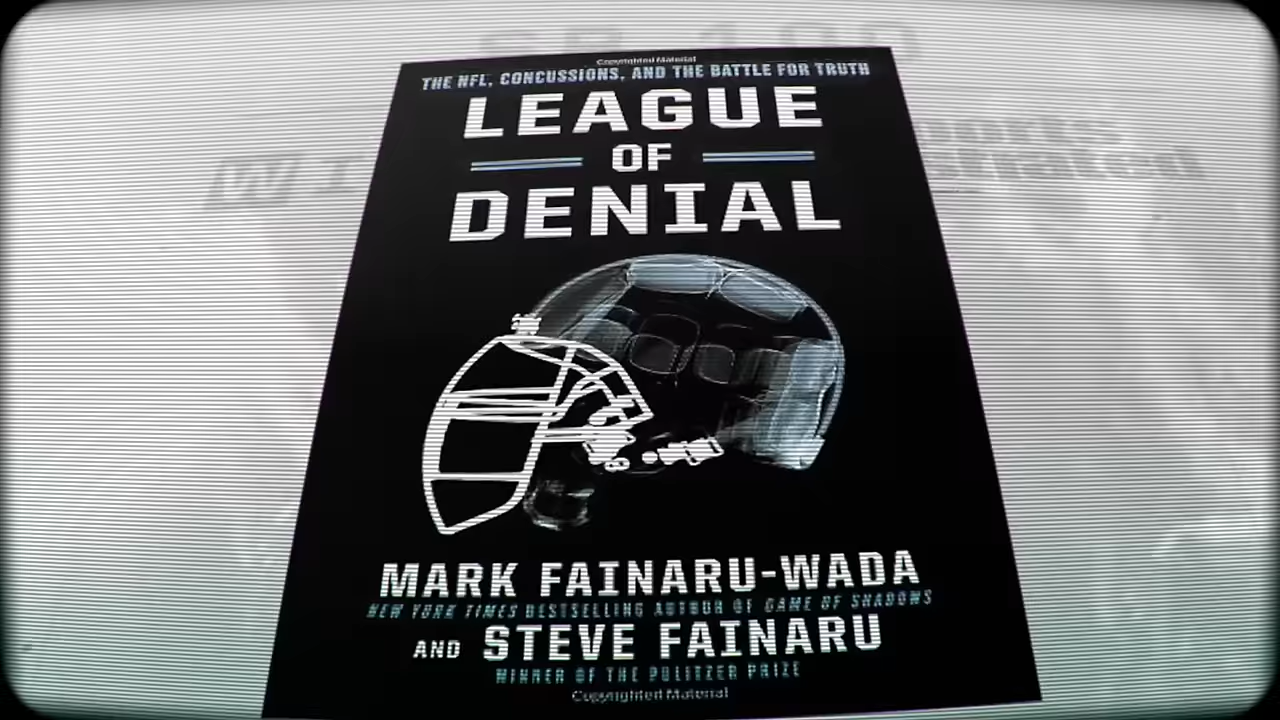 Copyrighted Material
THE NFL, CONCUSSIONS, AND THE BATTLE FOR TRUTH
LEAGUE
OF
DENIAL
MARK FAINARU-WADA
NEW YORK TIMES BESTSELLING AUTHOR OF GAME OF SHADOWS
AND STEVE FAINARU
WINNER OF THE PULITZER PRIZE
Copyrighted Material